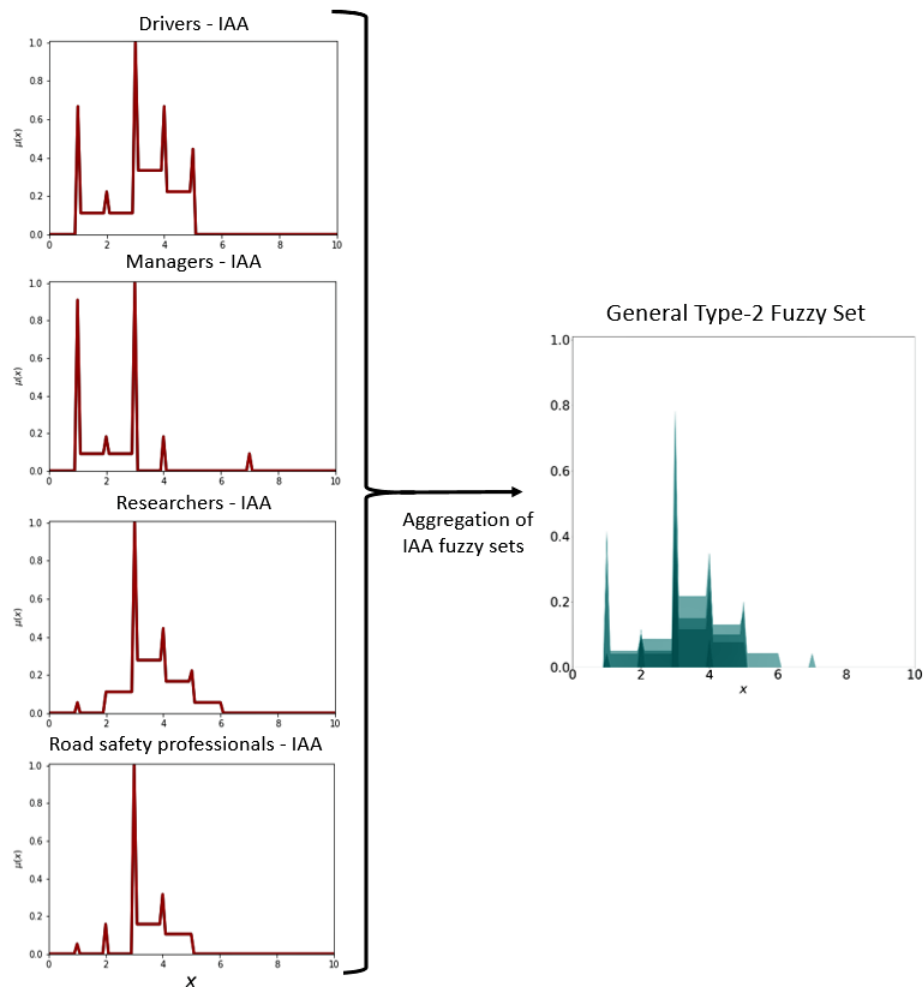 Drivers - IAA
1.0
0.8
0.6
0.4
0.2
0.0
μ(x)
0 2 4 6 8 10
Managers - IAA
1.0
0.8
0.6
0.4
0.2
0.0
μ(x)
0 2 4 6 8 10
Researchers - IAA
1.0
0.8
0.6
0.4
0.2
0.0
μ(x)
0 2 4 6 8 10
Road safety professionals - IAA
1.0
0.8
0.6
0.4
0.2
0.0
μ(x)
0 2 4 6 8 10
x
Aggregation of
IAA fuzzy sets
General Type-2 Fuzzy Set
1.0
0.8
0.6
0.4
0.2
0.0
0 2 4 6 8 10
x